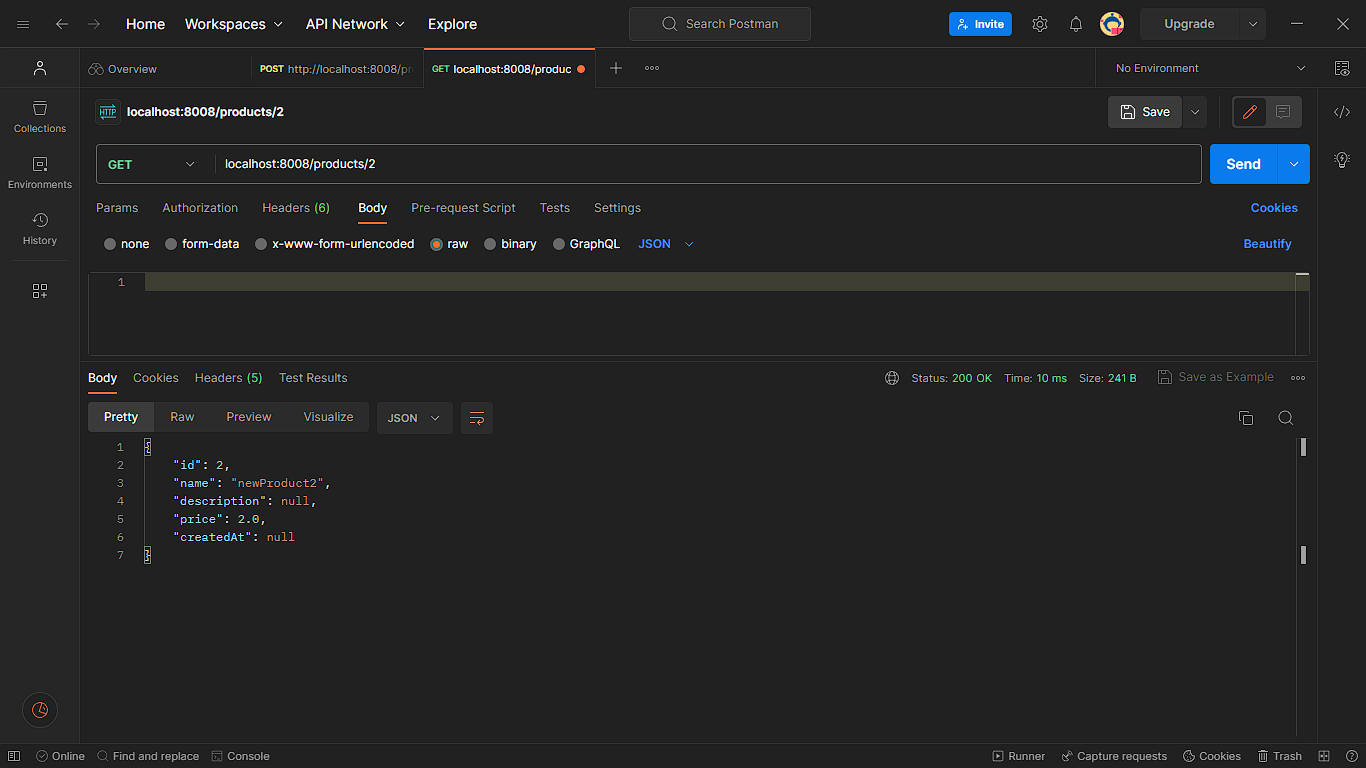 Home Workspaces API Network Explore Search Postman Invite Upgrade
Overview POST http://localhost:8008/pr GET localhost:8008/produc No Environment
HTTP localhost:8008/products/2 Save
Collections
GET localhost:8008/products/2 Send
Environments
Params Authorization Headers (6) Body Pre-request Script Tests Settings Cookies
History
none form-data x-www-form-urlencoded raw binary GraphQL JSON Beautify
1
Body Cookies Headers (5) Test Results Status: 200 OK Time: 10 ms Size: 241 B Save as Example
Pretty Raw Preview Visualize JSON
1 {
2 "id": 2,
3 "name": "newProduct2",
4 "description": null,
5 "price": 2.0,
6 "createdAt": null
7 }
Online Find and replace Console Runner Capture requests Cookies Trash